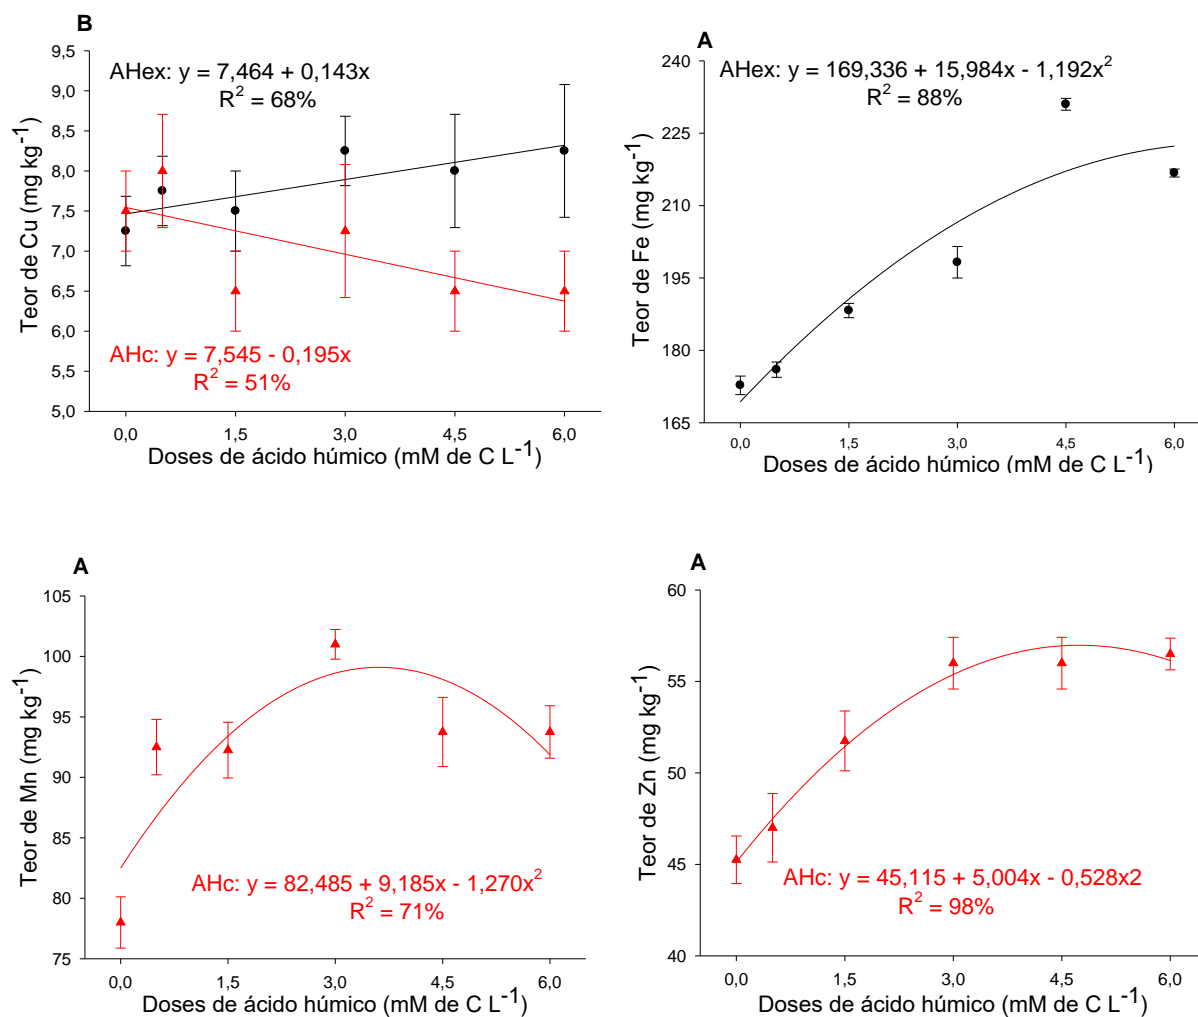 B
9,5
9,0
8,5
8,0
7,5
7,0
6,5
6,0
5,5
5,0
Teor de Cu (mg kg⁻¹)
AHex: y = 7,464 + 0,143x
R² = 68%
AHc: y = 7,545 - 0,195x
R² = 51%
0,0 1,5 3,0 4,5 6,0
Doses de ácido húmico (mM de C L⁻¹)
A
240
225
210
195
180
165
Teor de Fe (mg kg⁻¹)
AHex: y = 169,336 + 15,984x - 1,192x²
R² = 88%
0,0 1,5 3,0 4,5 6,0
Doses de ácido húmico (mM de C L⁻¹)
A
105
100
95
90
85
80
75
Teor de Mn (mg kg⁻¹)
AHc: y = 82,485 + 9,185x - 1,270x²
R² = 71%
0,0 1,5 3,0 4,5 6,0
Doses de ácido húmico (mM de C L⁻¹)
A
60
55
50
45
40
Teor de Zn (mg kg⁻¹)
AHc: y = 45,115 + 5,004x - 0,528x2
R² = 98%
0,0 1,5 3,0 4,5 6,0
Doses de ácido húmico (mM de C L⁻¹)